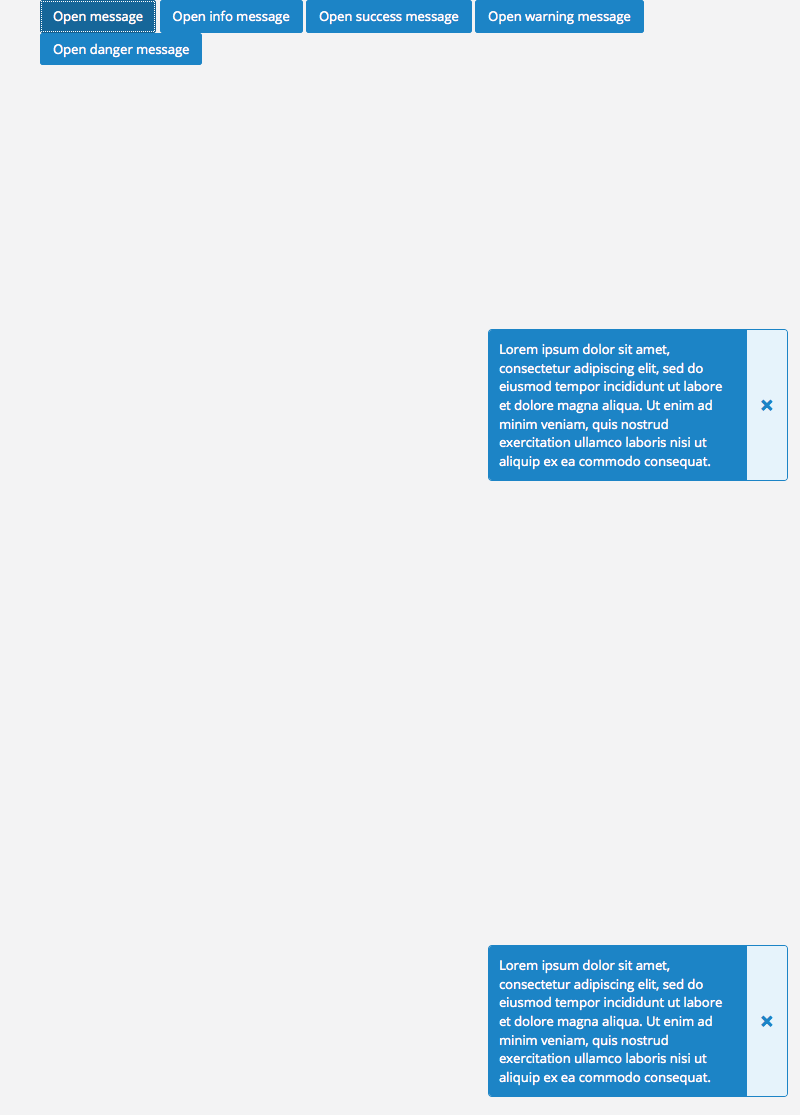 Open message Open info message Open success message Open warning message
Open danger message
Lorem ipsum dolor sit amet,
consectetur adipiscing elit, sed do
eiusmod tempor incididunt ut labore
et dolore magna aliqua. Ut enim ad
minim veniam, quis nostrud
exercitation ullamco laboris nisi ut
aliquip ex ea commodo consequat.
Lorem ipsum dolor sit amet,
consectetur adipiscing elit, sed do
eiusmod tempor incididunt ut labore
et dolore magna aliqua. Ut enim ad
minim veniam, quis nostrud
exercitation ullamco laboris nisi ut
aliquip ex ea commodo consequat.